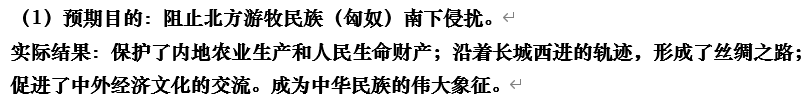 （1）预期目的：阻止北方游牧民族（匈奴）南下侵扰。
实际结果：保护了内地农业生产和人民生命财产；沿着长城西进的轨迹，形成了丝绸之路；
促进了中外经济文化的交流。成为中华民族的伟大象征。